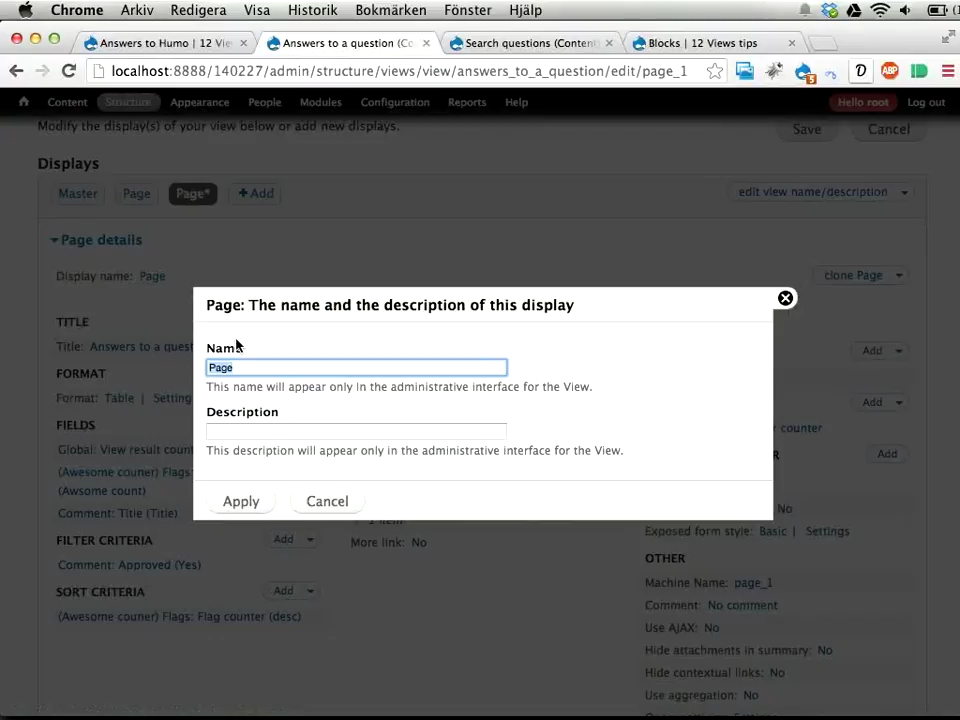 Chrome Arkiv Redigera Visa Historik Bokmärken Fönster Hjälp
Answers to Humo | 12 View Answers to a question (Co Search questions (Content Blocks | 12 Views tips
localhost:8888/140227/admin/structure/views/view/answers_to_a_question/edit/page_1
Content Structure Appearance People Modules Configuration Reports Help Hello root Log out
Modify the display(s) of your view below or add new displays. Save Cancel
Displays
Master Page Page* + Add edit view name/description
Page details
Display name: Page clone Page
TITLE
Title: Answers to a quest Add
FORMAT
Format: Table | Setting Add
FIELDS
Global: View result count
(Awesome couner) Flags:
(Awsome count)
Comment: Title (Title)
FILTER CRITERIA Add
Comment: Approved (Yes)
SORT CRITERIA Add
(Awesome couner) Flags: Flag counter (desc)
Page: The name and the description of this display
Name
Page
This name will appear only in the administrative interface for the View.
Description
This description will appear only in the administrative interface for the View.
Apply Cancel
More link: No
counter
R Add
No
Exposed form style: Basic | Settings
OTHER
Machine Name: page_1
Comment: No comment
Use AJAX: No
Hide attachments in summary: No
Hide contextual links: No
Use aggregation: No